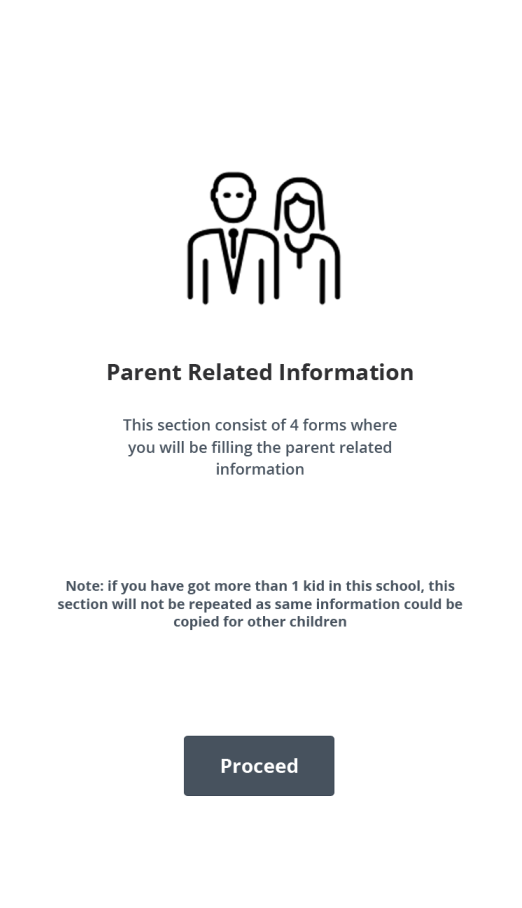 Parent Related Information
This section consist of 4 forms where
you will be filling the parent related
information
Note: if you have got more than 1 kid in this school, this
section will not be repeated as same information could be
copied for other children
Proceed